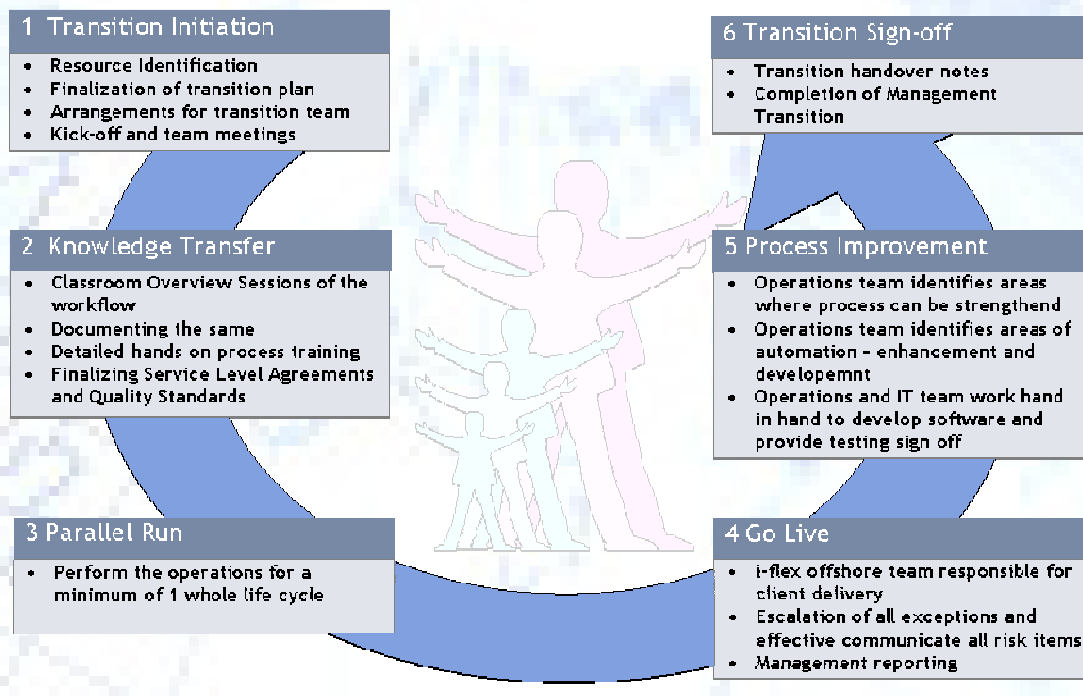 1 Transition Initiation
• Resource Identification
• Finalization of transition plan
• Arrangements for transition team
• Kick-off and team meetings
2 Knowledge Transfer
• Classroom Overview Sessions of the
workflow
• Documenting the same
• Detailed hands on process training
• Finalizing Service Level Agreements
and Quality Standards
3 Parallel Run
• Perform the operations for a
minimum of 1 whole life cycle
4 Go Live
• i-flex offshore team responsible for
client delivery
• Escalation of all exceptions and
effective communicate all risk items
• Management reporting
5 Process Improvement
• Operations team identifies areas
where process can be strengthend
• Operations team identifies areas of
automation – enhancement and
developemnt
• Operations and IT team work hand
in hand to develop software and
provide testing sign off
6 Transition Sign-off
• Transition handover notes
• Completion of Management
Transition